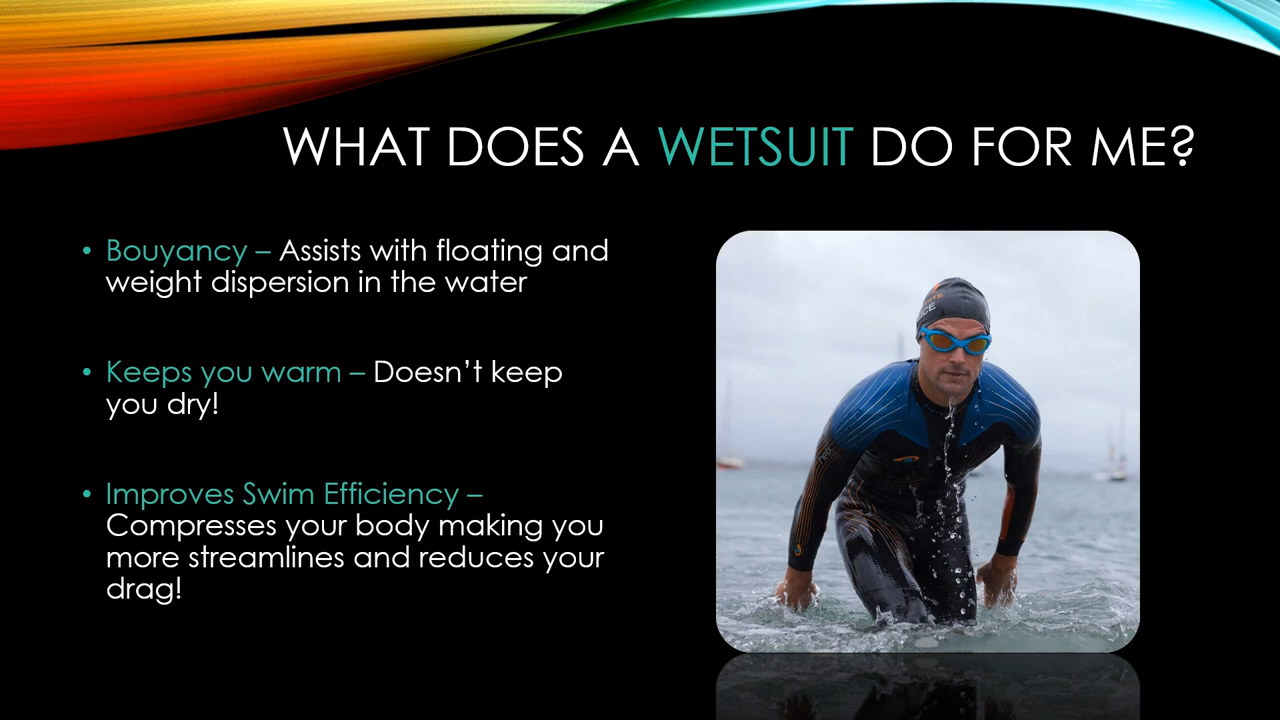 WHAT DOES A WETSUIT DO FOR ME?
• Bouyancy – Assists with floating and
weight dispersion in the water
• Keeps you warm – Doesn't keep
you dry!
• Improves Swim Efficiency –
Compresses your body making you
more streamlines and reduces your
drag!